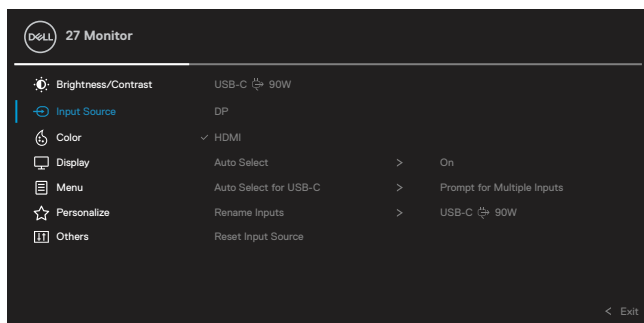 DELL 27 Monitor
Brightness/Contrast USB-C 90W
Input Source DP
Color ✓ HDMI
Display Auto Select > On
Menu Auto Select for USB-C > Prompt for Multiple Inputs
Personalize Rename Inputs > USB-C 90W
Others Reset Input Source
< Exit